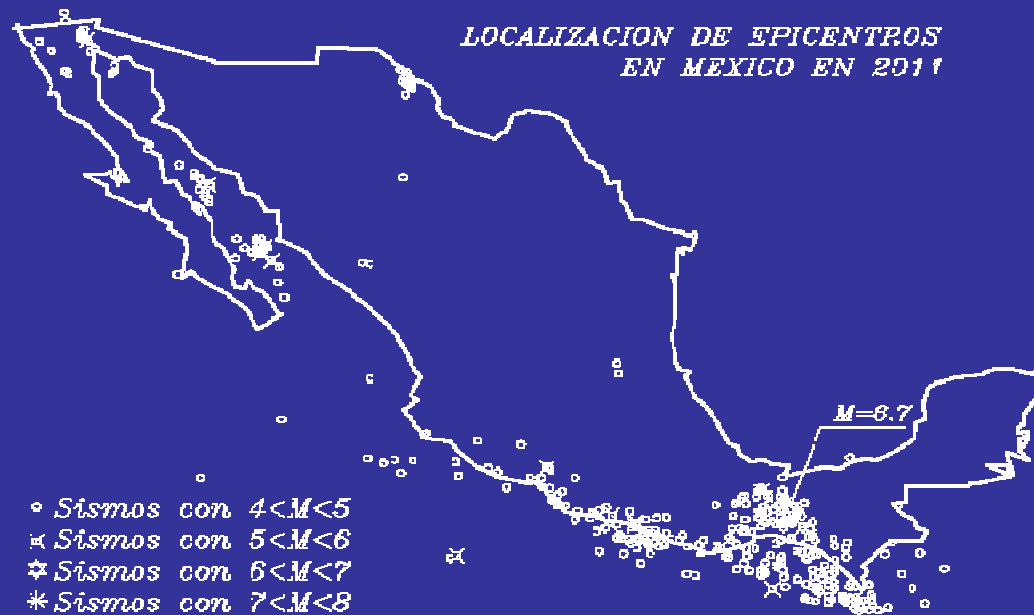 LOCALIZACION DE EPICENTROS
EN MEXICO EN 2011
M=6.7
Sismos con 4<M<5
Sismos con 5<M<6
Sismos con 6<M<7
Sismos con 7<M<8